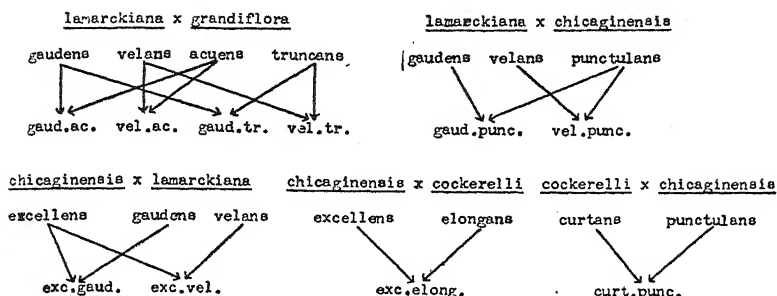 lamarckiana x grandiflora
gaudens velans acuens truncans
gaud.ac. vel.ac. gaud.tr. vel.tr.
lamarckiana x chicaginensis
gaudens velans punctulans
gaud.punc. vel.punc.
chicaginensis x lamarckiana
excellens gaudens velans
exc.gaud. exc.vel.
chicaginensis x cockerelli
excellens elongans
exc.elong.
cockerelli x chicaginensis
curtans punctulans
curt.punc.